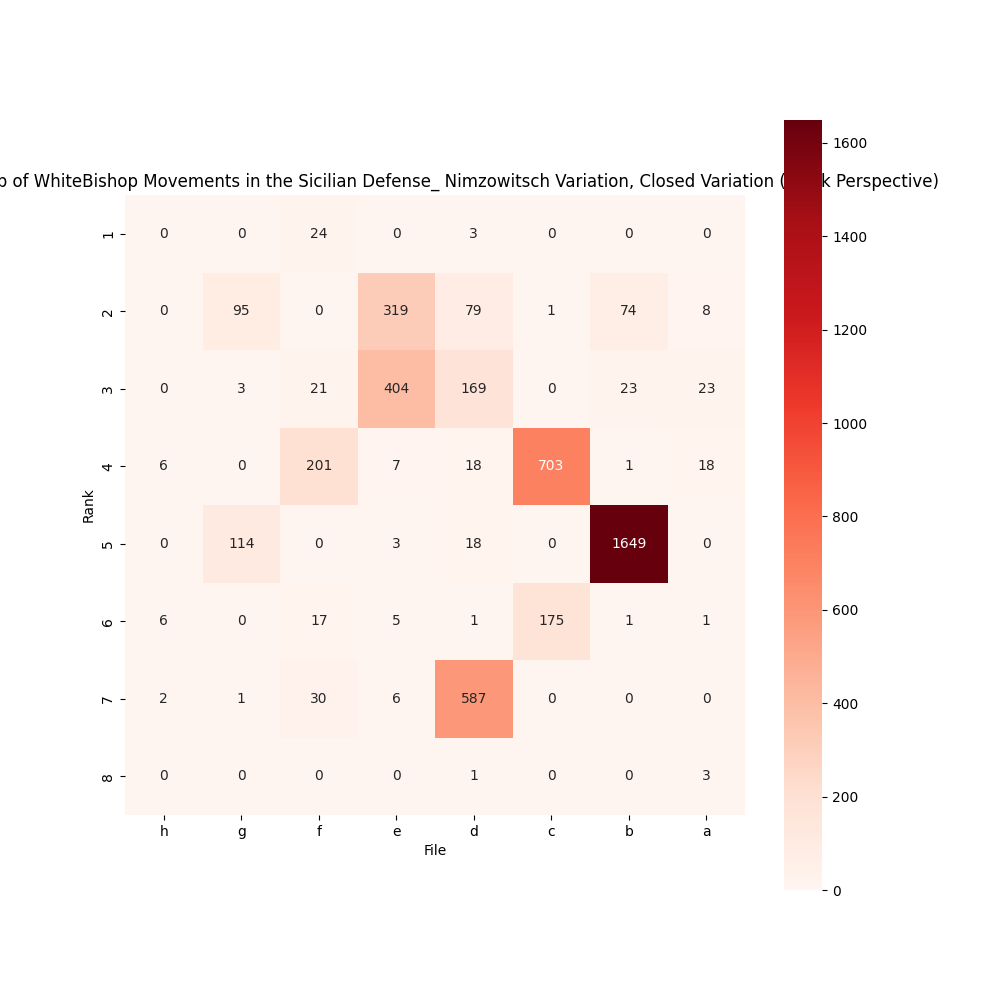 of WhiteBishop Movements in the Sicilian Defense_ Nimzowitsch Variation, Closed Variation ( Perspective)
1600
1 0 0 24 0 3 0 0 0
1400
2 0 95 0 319 79 1 74 8
1200
3 0 3 21 404 169 0 23 23
1000
4 6 0 201 7 18 703 1 18
Rank
800
5 0 114 0 3 18 0 1649 0
600
6 6 0 17 5 1 175 1 1
400
7 2 1 30 6 587 0 0 0
200
8 0 0 0 0 1 0 0 3
h g f e d c b a
File
0